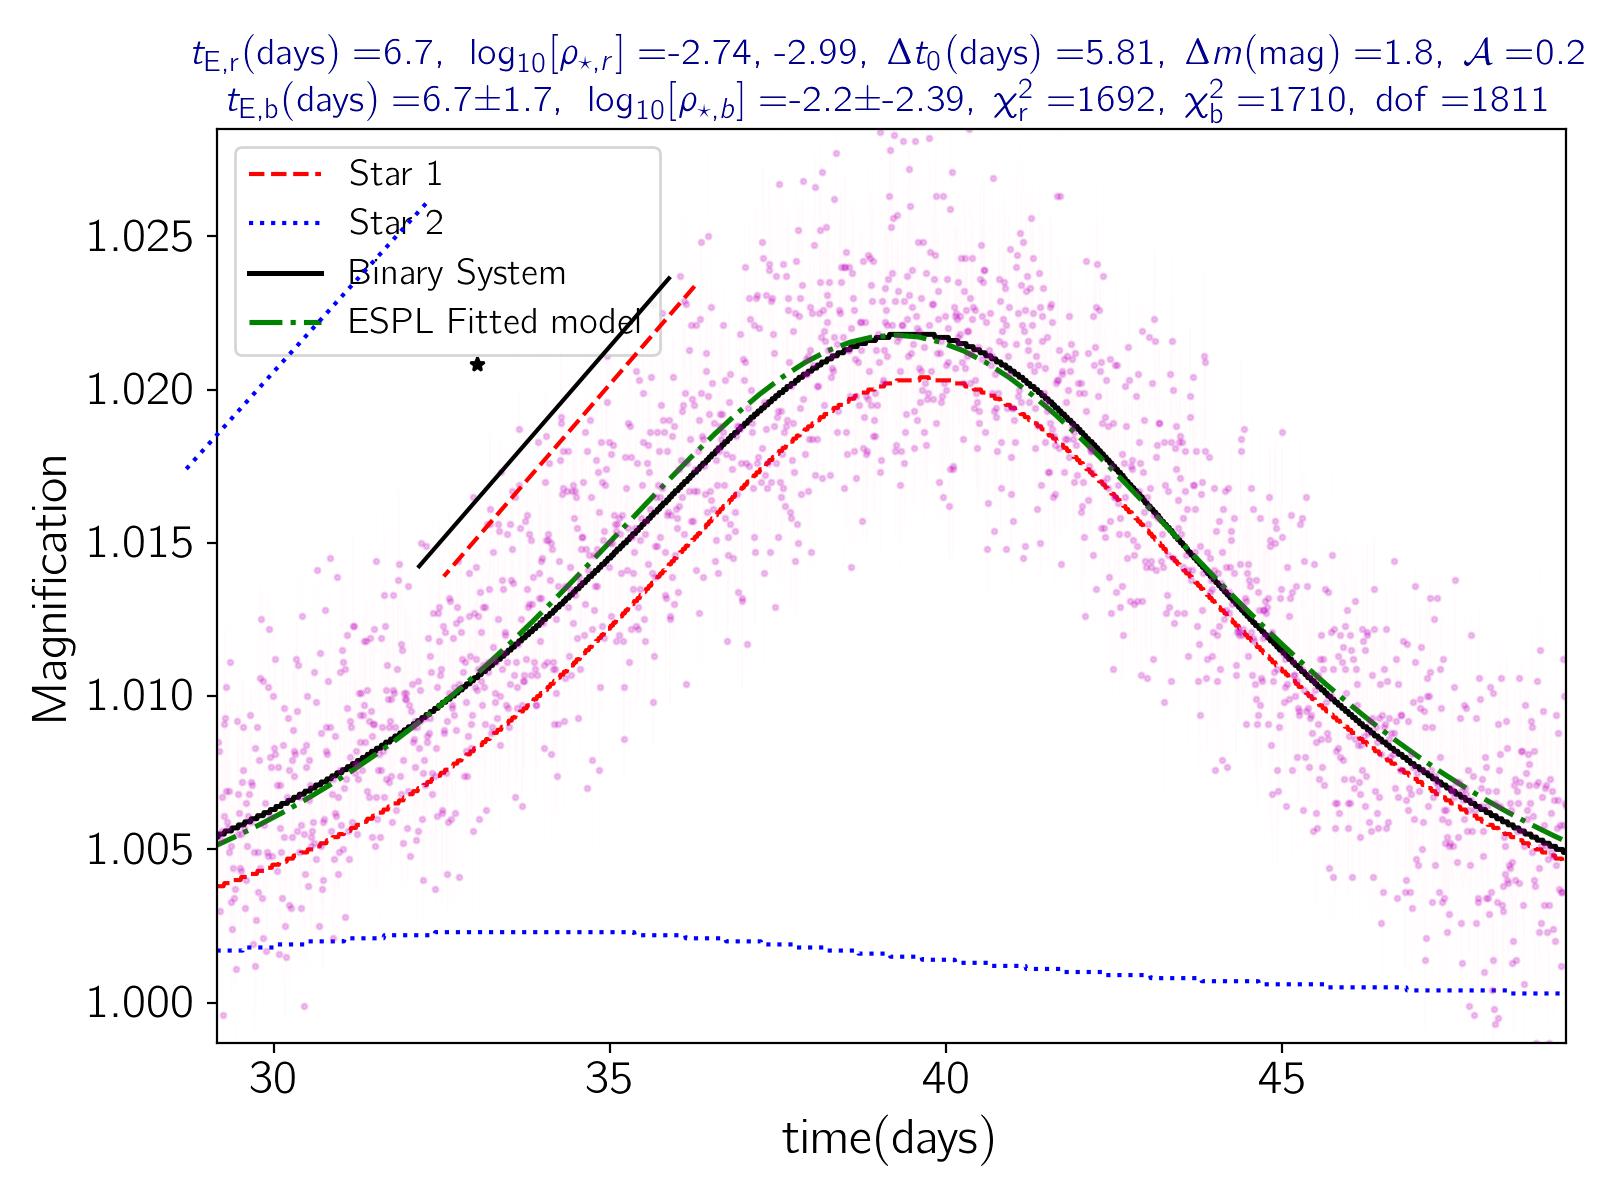 t_E,r(days) =6.7, log₁₀[ρ⋆,r] =-2.74, -2.99, Δt₀(days) =5.81, Δm(mag) =1.8, 𝒜 =0.2
t_E,b(days) =6.7±1.7, log₁₀[ρ⋆,b] =-2.2±-2.39, χ²_r =1692, χ²_b =1710, dof =1811
Star 1
Star 2
Binary System
ESPL Fitted model
Magnification
1.025
1.020
1.015
1.010
1.005
1.000
30 35 40 45
time(days)